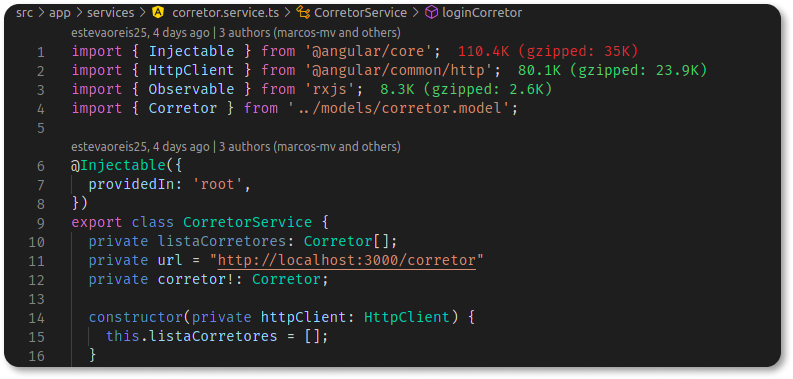 src > app > services > corretor.service.ts > CorretorService > loginCorretor
estevaoreis25, 4 days ago | 3 authors (marcos-mv and others)
1 import { Injectable } from '@angular/core'; 110.4K (gzipped: 35K)
2 import { HttpClient } from '@angular/common/http'; 80.1K (gzipped: 23.9K)
3 import { Observable } from 'rxjs'; 8.3K (gzipped: 2.6K)
4 import { Corretor } from '../models/corretor.model';
5
estevaoreis25, 4 days ago | 3 authors (marcos-mv and others)
6 @Injectable({
7 providedIn: 'root',
8 })
9 export class CorretorService {
10 private listaCorretores: Corretor[];
11 private url = "http://localhost:3000/corretor"
12 private corretor!: Corretor;
13
14 constructor(private httpClient: HttpClient) {
15 this.listaCorretores = [];
16 }